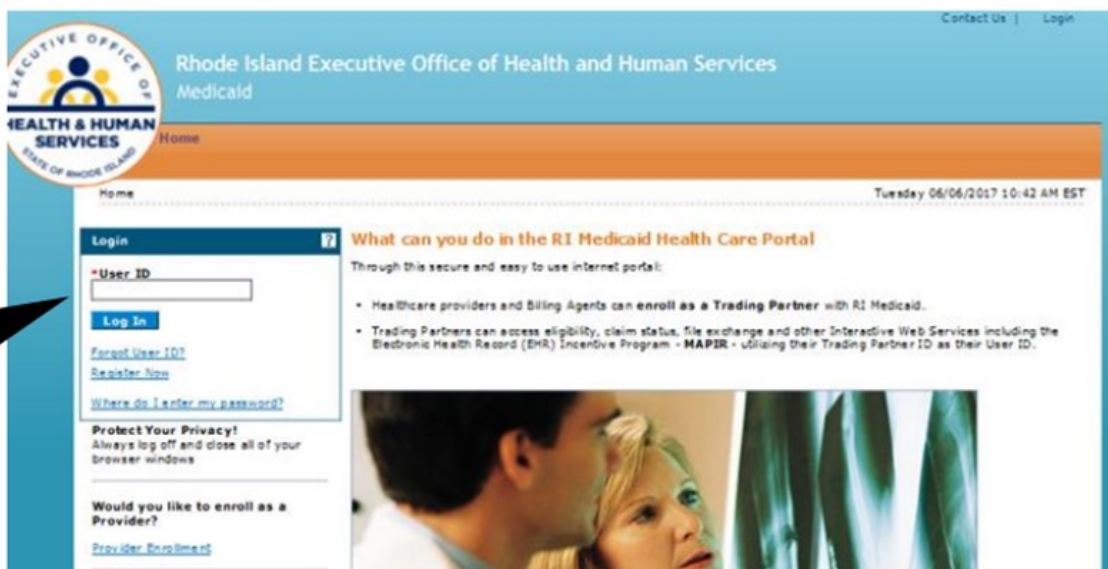 Contact Us | Login
EXECUTIVE OFFICE OF
HEALTH & HUMAN
SERVICES
STATE OF RHODE ISLAND
Rhode Island Executive Office of Health and Human Services
Medicaid
Home
Home
Tuesday 06/06/2017 10:42 AM EST
Login ?
*User ID
Log In
Forgot User ID?
Register Now
Where do I enter my password?
Protect Your Privacy!
Always log off and close all of your
browser windows
Would you like to enroll as a
Provider?
Provider Enrollment
What can you do in the RI Medicaid Health Care Portal
Through this secure and easy to use internet portal:
• Healthcare providers and Billing Agents can enroll as a Trading Partner with RI Medicaid.
• Trading Partners can access eligibility, claim status, file exchange and other Interactive Web Services including the
Electronic Health Record (EHR) Incentive Program - MAPIR - utilizing their Trading Partner ID as their User ID.